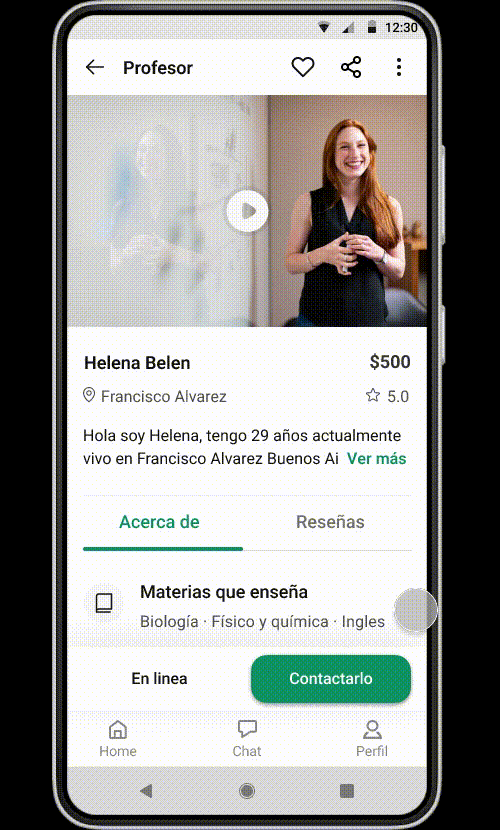 12:30
Profesor
Helena Belen
$500
Francisco Alvarez
5.0
Hola soy Helena, tengo 29 años actualmente
vivo en Francisco Alvarez Buenos Ai Ver más
Acerca de
Reseñas
Materias que enseña
Biología · Físico y química · Ingles
En linea
Contactarlo
Home
Chat
Perfil